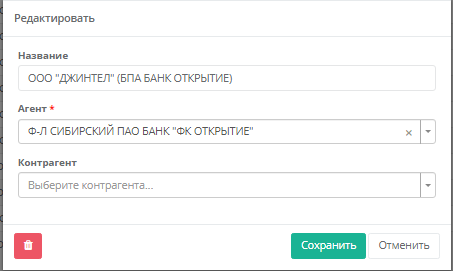 Редактировать
Название
ООО "ДЖИНТЕЛ" (БПА БАНК ОТКРЫТИЕ)
Агент *
Ф-Л СИБИРСКИЙ ПАО БАНК "ФК ОТКРЫТИЕ" ×
Контрагент
Выберите контрагента...
Сохранить Отменить